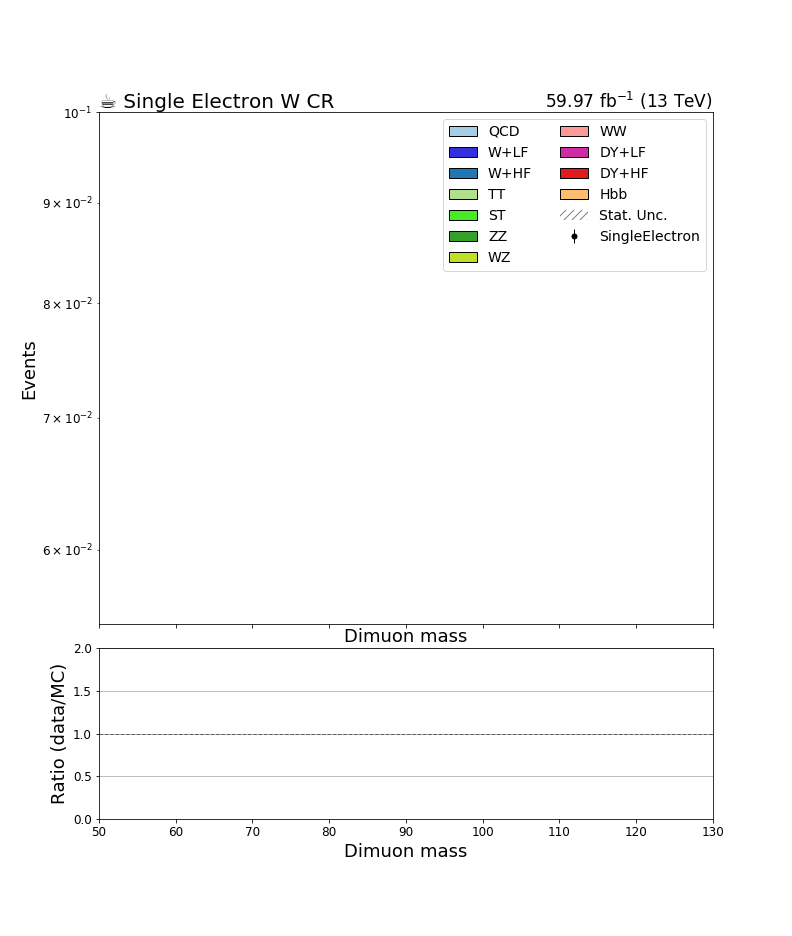 ☕ Single Electron W CR 59.97 fb⁻¹ (13 TeV)
10⁻¹
9 × 10⁻²
8 × 10⁻²
7 × 10⁻²
6 × 10⁻²
Events
QCD WW
W+LF DY+LF
W+HF DY+HF
TT Hbb
ST Stat. Unc.
ZZ SingleElectron
WZ
Dimuon mass
2.0
1.5
1.0
0.5
0.0
Ratio (data/MC)
50 60 70 80 90 100 110 120 130
Dimuon mass